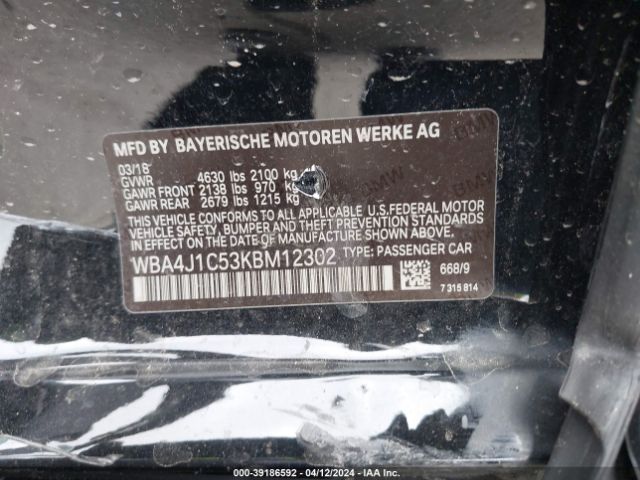 MFD BY BAYERISCHE MOTOREN WERKE AG
03/18
GVWR 4630 lbs 2100 kg
GAWR FRONT 2138 lbs 970 kg
GAWR REAR 2679 lbs 1215 kg
THIS VEHICLE CONFORMS TO ALL APPLICABLE U.S. FEDERAL MOTOR
VEHICLE SAFETY, BUMPER AND THEFT STANDARDS
IN EFFECT ON THE DATE OF MANUFACTURE SHOWN ABOVE.
WBA4J1C53KBM12302 TYPE: PASSENGER CAR
668/9
7 315 814
000-39186592 - 04/12/2024 - IAA Inc.